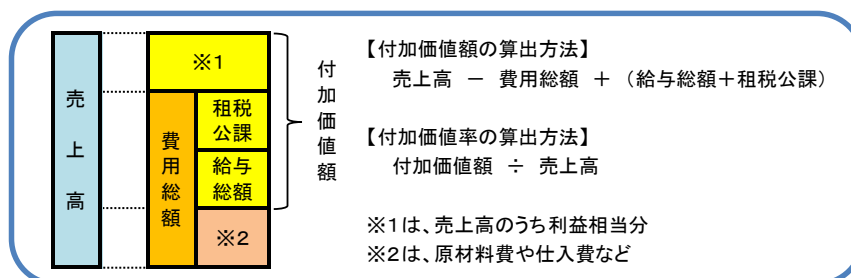 売上高
※1
費用総額
租税
公課
給与
総額
※2
付加価値額
【付加価値額の算出方法】
売上高 － 費用総額 ＋ （給与総額＋租税公課）
【付加価値率の算出方法】
付加価値額 ÷ 売上高
※１は、売上高のうち利益相当分
※２は、原材料費や仕入費など